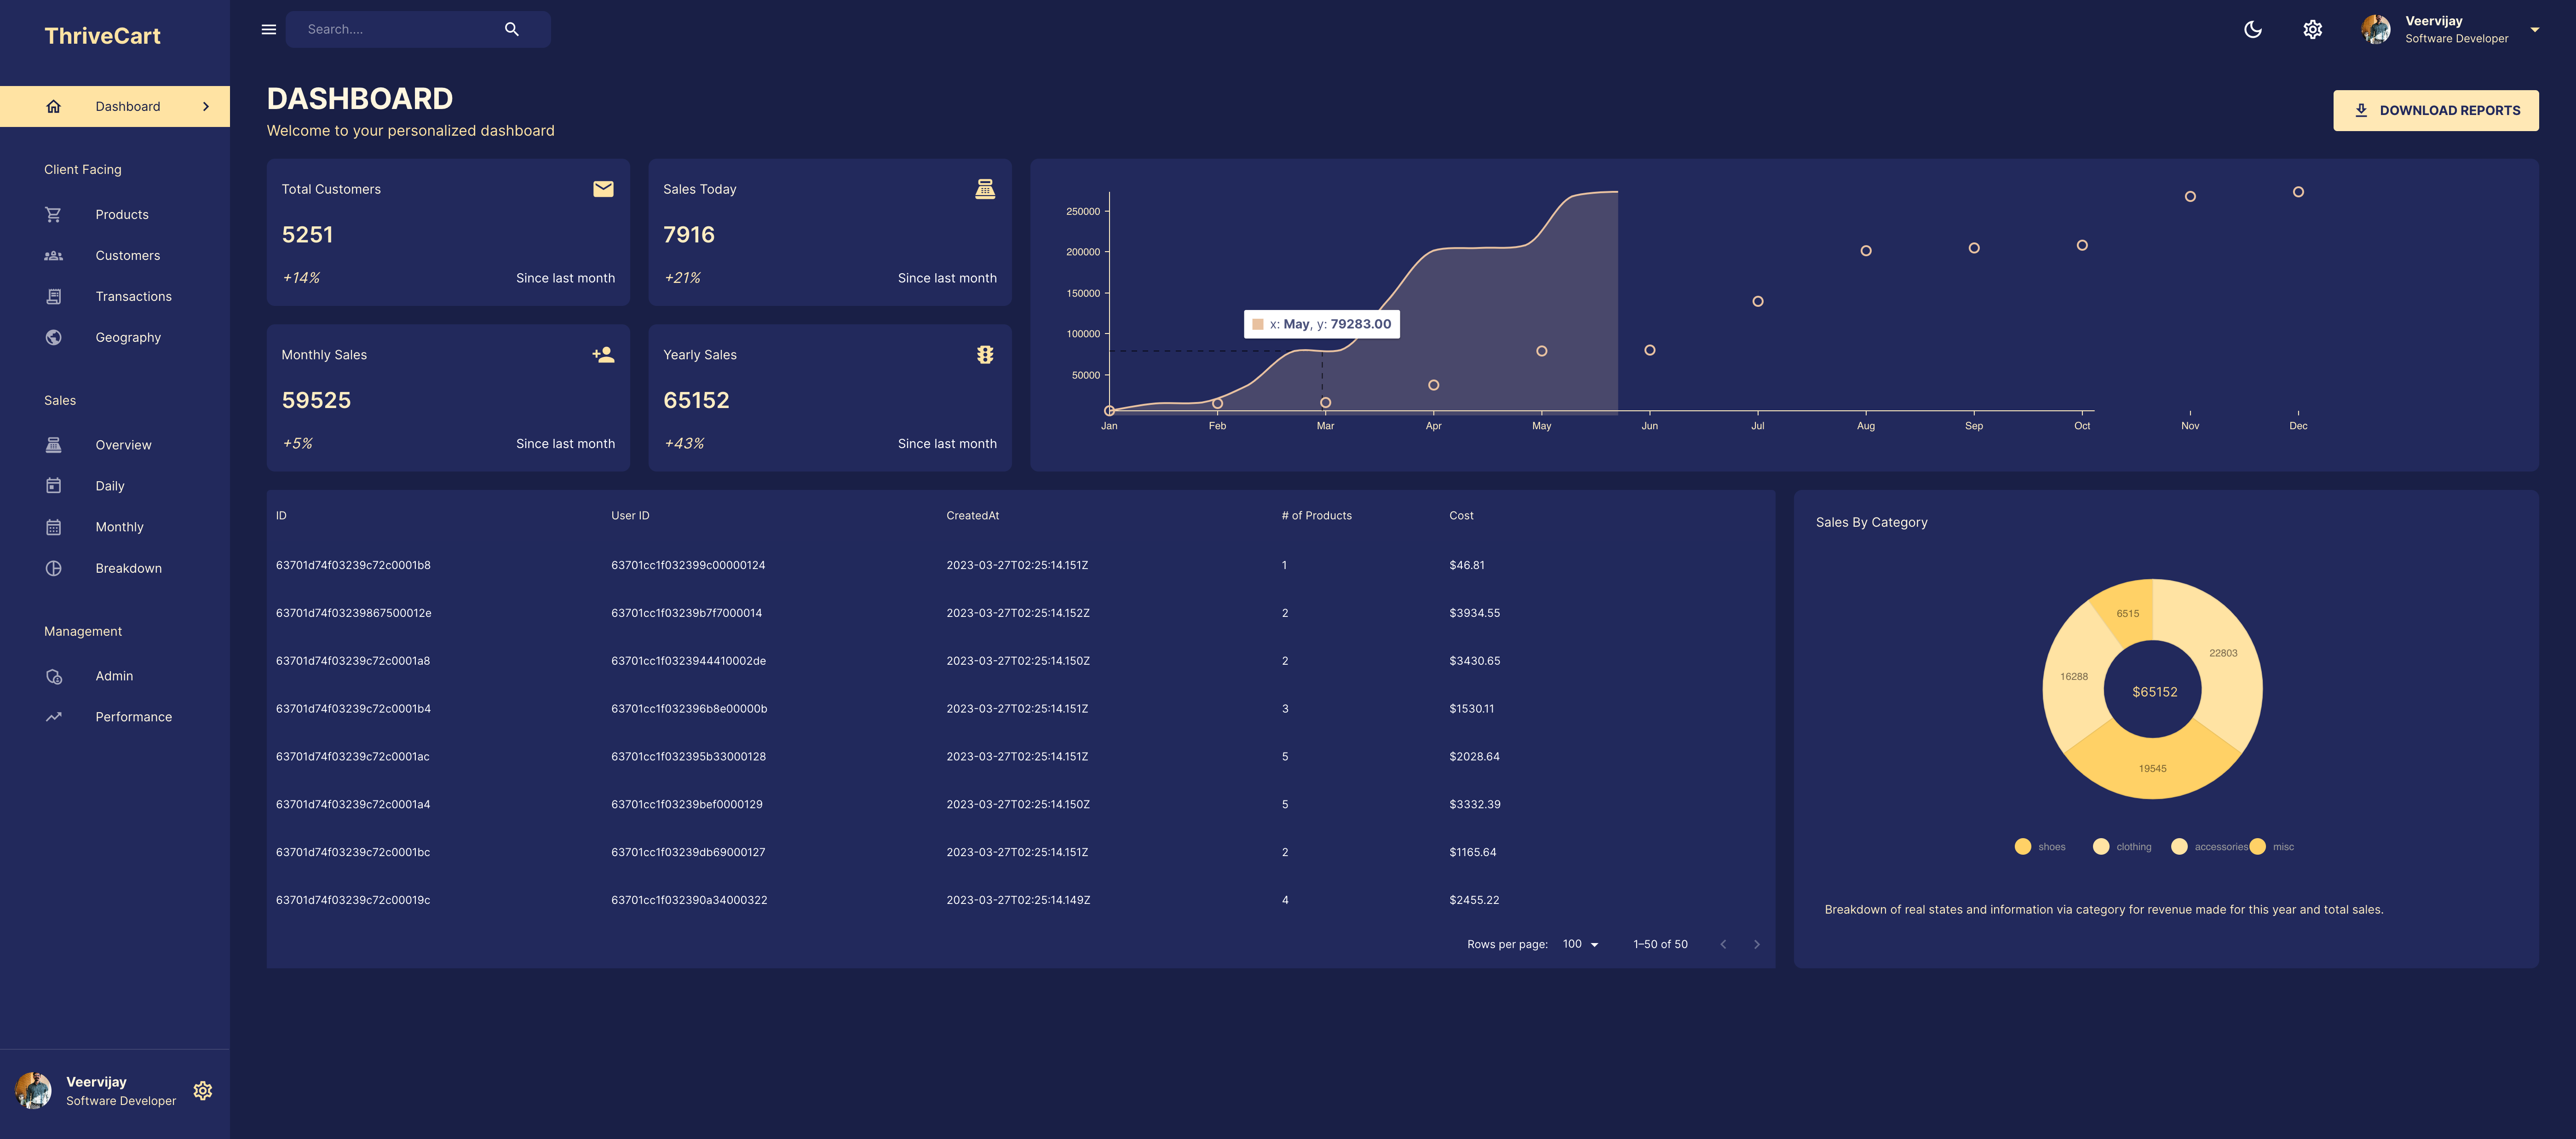 ThriveCart
Search....
Veervijay
Software Developer
Dashboard
Client Facing
Products
Customers
Transactions
Geography
Sales
Overview
Daily
Monthly
Breakdown
Management
Admin
Performance
Veervijay
Software Developer
DASHBOARD
Welcome to your personalized dashboard
DOWNLOAD REPORTS
Total Customers
5251
+14% Since last month
Sales Today
7916
+21% Since last month
Monthly Sales
59525
+5% Since last month
Yearly Sales
65152
+43% Since last month
250000
200000
150000
100000
50000
x: May, y: 79283.00
Jan Feb Mar Apr May Jun Jul Aug Sep Oct Nov Dec
ID User ID CreatedAt # of Products Cost
63701d74f03239c72c0001b8 63701cc1f032399c00000124 2023-03-27T02:25:14.151Z 1 $46.81
63701d74f03239867500012e 63701cc1f03239b7f7000014 2023-03-27T02:25:14.152Z 2 $3934.55
63701d74f03239c72c0001a8 63701cc1f0323944410002de 2023-03-27T02:25:14.150Z 2 $3430.65
63701d74f03239c72c0001b4 63701cc1f032396b8e00000b 2023-03-27T02:25:14.151Z 3 $1530.11
63701d74f03239c72c0001ac 63701cc1f032395b33000128 2023-03-27T02:25:14.151Z 5 $2028.64
63701d74f03239c72c0001a4 63701cc1f03239bef0000129 2023-03-27T02:25:14.150Z 5 $3332.39
63701d74f03239c72c0001bc 63701cc1f03239db69000127 2023-03-27T02:25:14.151Z 2 $1165.64
63701d74f03239c72c00019c 63701cc1f032390a34000322 2023-03-27T02:25:14.149Z 4 $2455.22
Rows per page: 100 1–50 of 50
Sales By Category
6515
22803
16288
$65152
19545
shoes clothing accessories misc
Breakdown of real states and information via category for revenue made for this year and total sales.